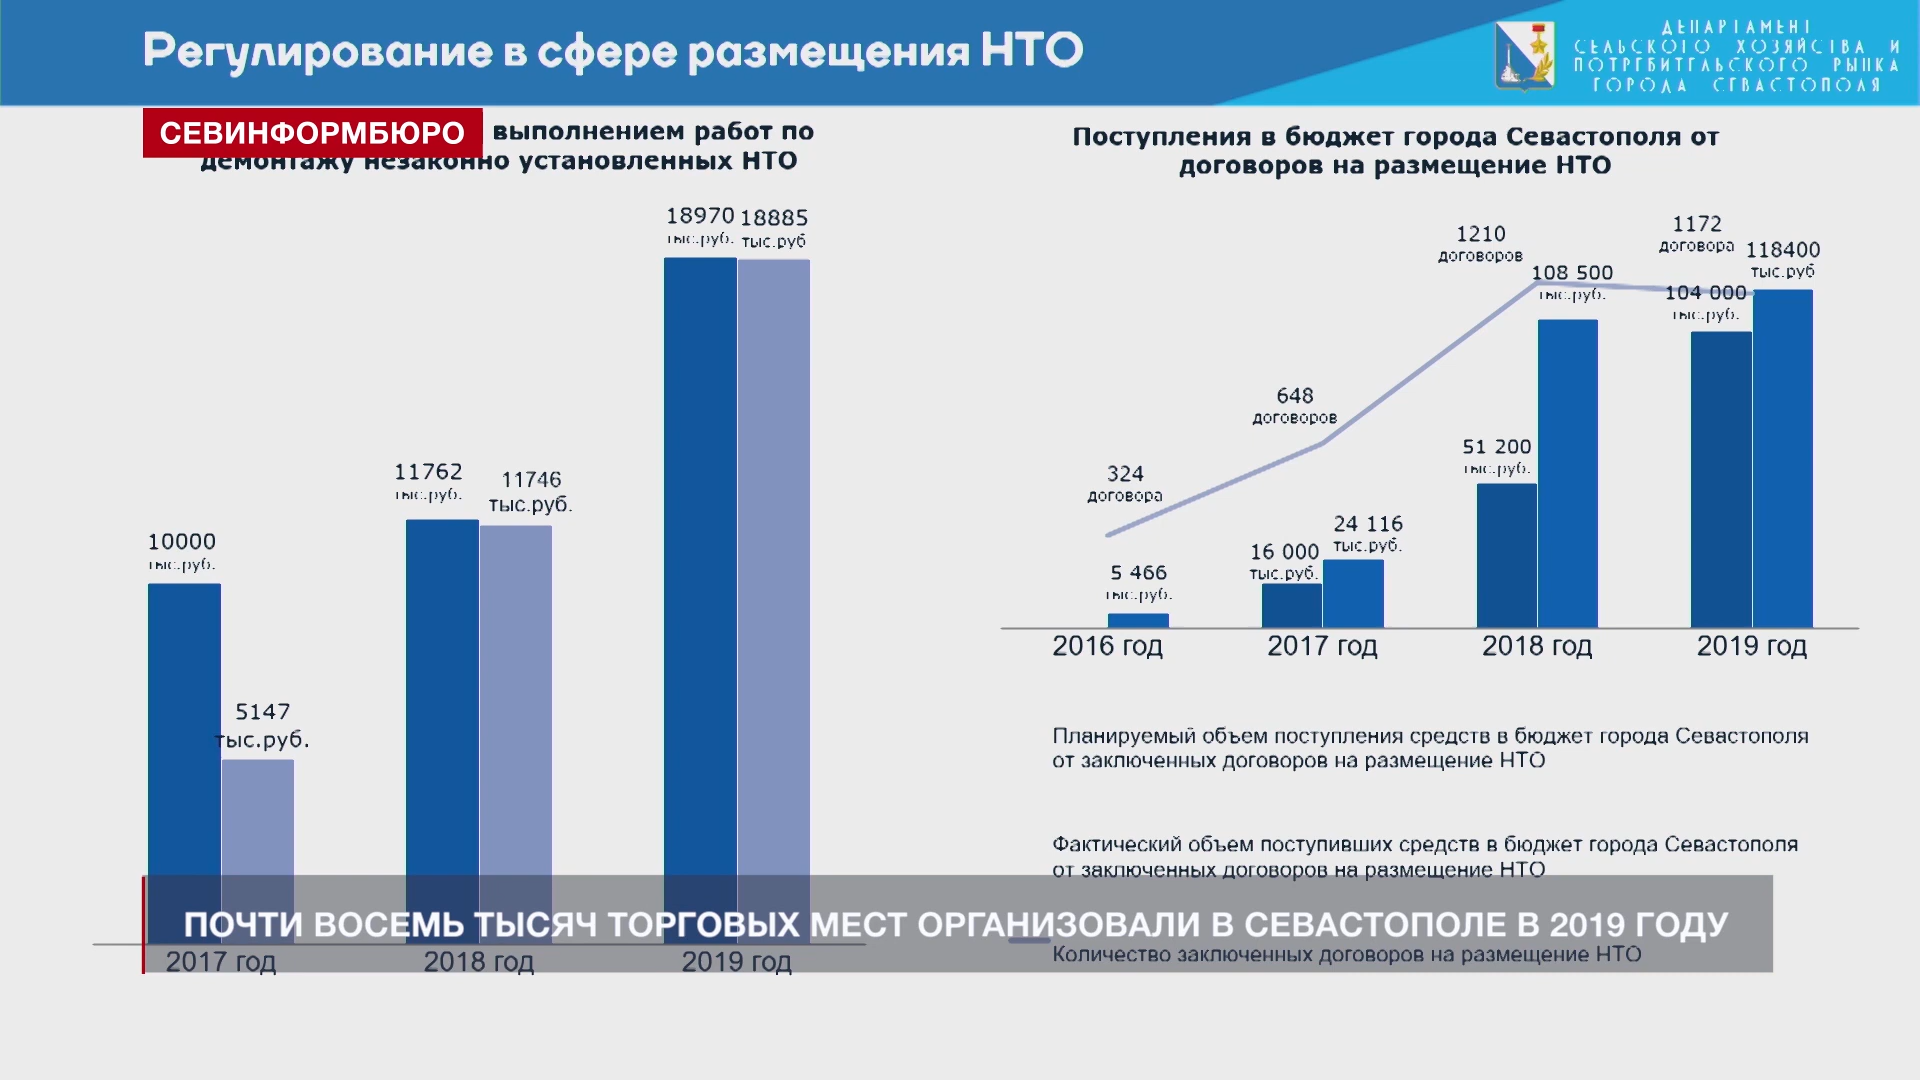 Регулирование в сфере размещения НТО
ДЕПАРТАМЕНТ
СЕЛЬСКОГО ХОЗЯЙСТВА И
ПОТРЕБИТЕЛЬСКОГО РЫНКА
ГОРОДА СЕВАСТОПОЛЯ
СЕВИНФОРМБЮРО
выполнением работ по
демонтажу незаконно установленных НТО
18970
тыс.руб.
18885
тыс.руб
11762
тыс.руб.
11746
тыс.руб.
10000
тыс.руб.
5147
тыс.руб.
2017 год
2018 год
2019 год
Поступления в бюджет города Севастополя от
договоров на размещение НТО
1210
договоров
1172
договора
118400
тыс.руб
108 500
тыс.руб.
104 000
тыс.руб.
648
договоров
51 200
тыс.руб.
324
договора
24 116
тыс.руб.
16 000
тыс.руб.
5 466
тыс.руб.
2016 год
2017 год
2018 год
2019 год
Планируемый объем поступления средств в бюджет города Севастополя
от заключенных договоров на размещение НТО
Фактический объем поступивших средств в бюджет города Севастополя
от заключенных договоров на размещение НТО
Количество заключенных договоров на размещение НТО
ПОЧТИ ВОСЕМЬ ТЫСЯЧ ТОРГОВЫХ МЕСТ ОРГАНИЗОВАЛИ В СЕВАСТОПОЛЕ В 2019 ГОДУ